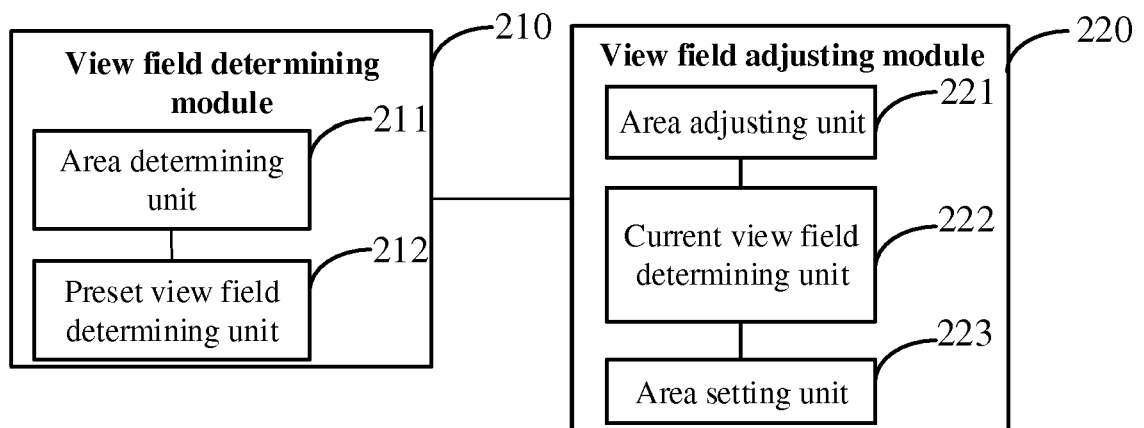 210
View field determining
module
211
Area determining
unit
212
Preset view field
determining unit
220
View field adjusting module
221
Area adjusting unit
222
Current view field
determining unit
223
Area setting unit